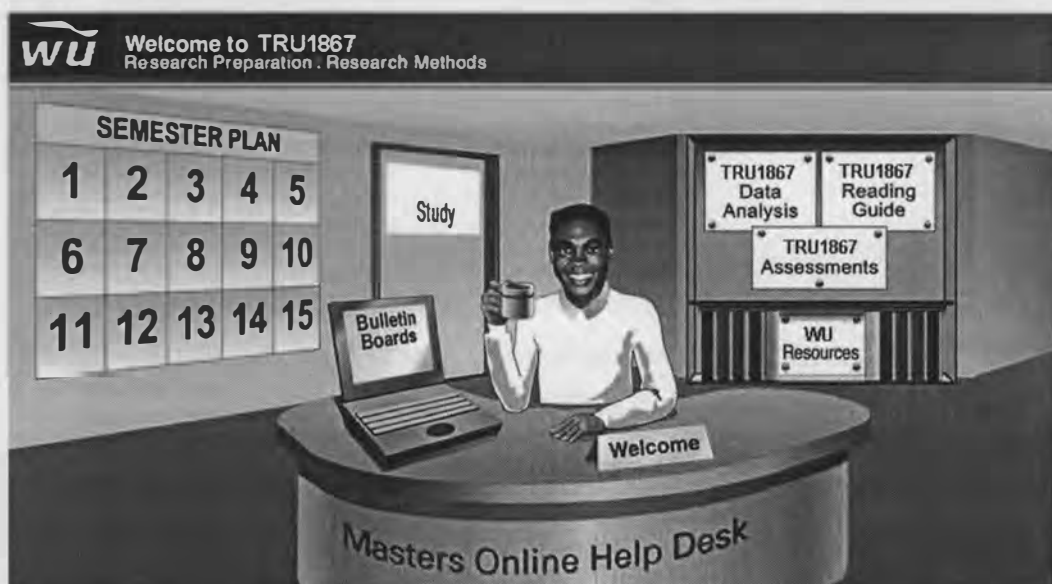 WU
Welcome to TRU1867
Research Preparation . Research Methods
SEMESTER PLAN
1 2 3 4 5
6 7 8 9 10
11 12 13 14 15
Study
Bulletin
Boards
TRU1867
Data
Analysis
TRU1867
Reading
Guide
TRU1867
Assessments
WU
Resources
Welcome
Masters Online Help Desk